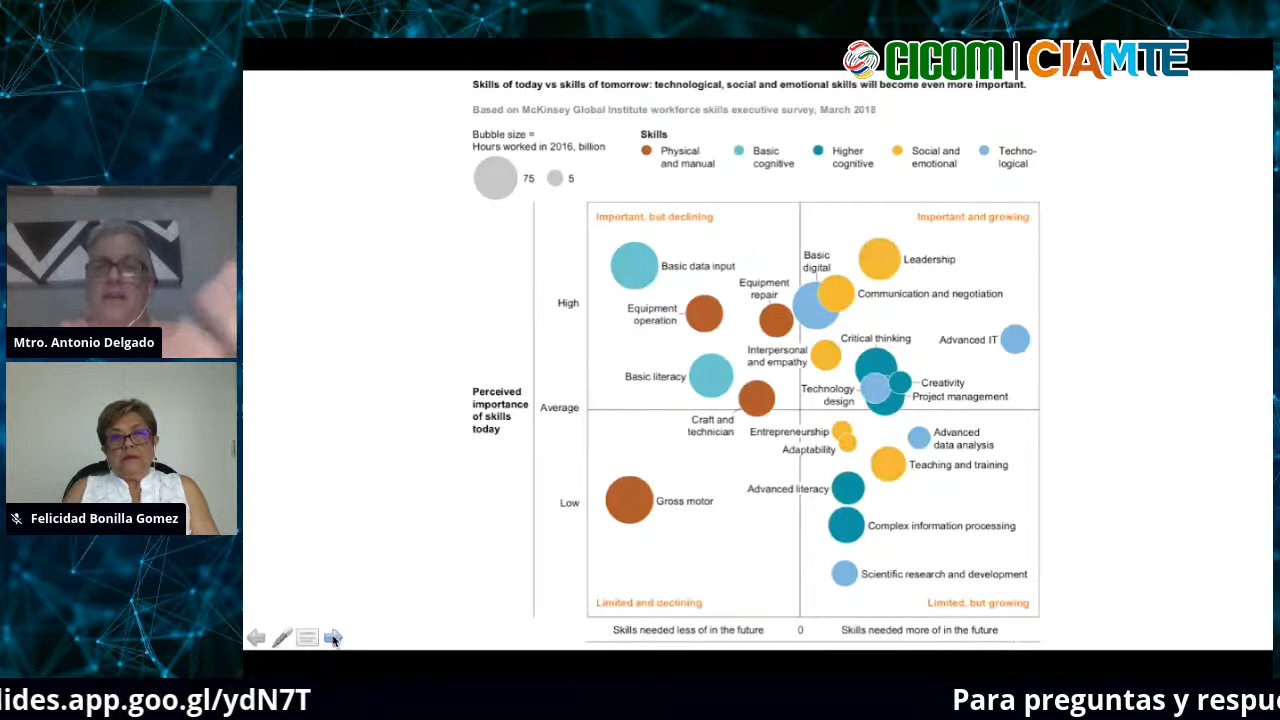 CICOM | CIAMTE
Skills of today vs skills of tomorrow: technological, social and emotional skills will become even more important.
Based on McKinsey Global Institute workforce skills executive survey, March 2018
Bubble size =
Hours worked in 2016, billion
75
5
Skills
Physical
and manual
Basic
cognitive
Higher
cognitive
Social and
emotional
Techno-
logical
Important, but declining
Important and growing
Perceived
importance
of skills
today
High
Average
Low
Basic data input
Equipment
operation
Equipment
repair
Basic literacy
Craft and
technician
Gross motor
Basic
digital
Leadership
Communication and negotiation
Interpersonal
and empathy
Critical thinking
Advanced IT
Technology
design
Creativity
Project management
Entrepreneurship
Adaptability
Advanced
data analysis
Teaching and training
Advanced literacy
Complex information processing
Scientific research and development
Limited and declining
Limited, but growing
Skills needed less of in the future
0
Skills needed more of in the future
Mtro. Antonio Delgado
Felicidad Bonilla Gomez
lides.app.goo.gl/ydN7T
Para preguntas y respue